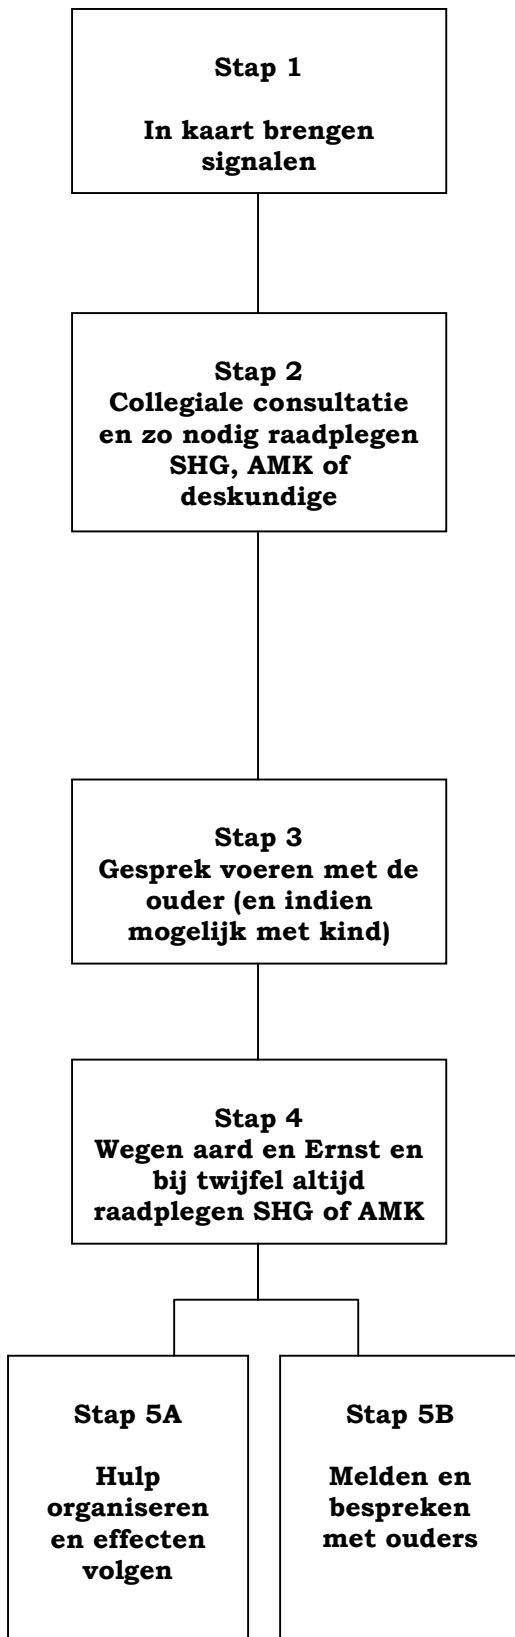 Stap 1
In kaart brengen
signalen
Stap 2
Collegiale consultatie
en zo nodig raadplegen
SHG, AMK of
deskundige
Stap 3
Gesprek voeren met de
ouder (en indien
mogelijk met kind)
Stap 4
Wegen aard en Ernst en
bij twijfel altijd
raadplegen SHG of AMK
Stap 5A
Hulp
organiseren
en effecten
volgen
Stap 5B
Melden en
bespreken
met ouders